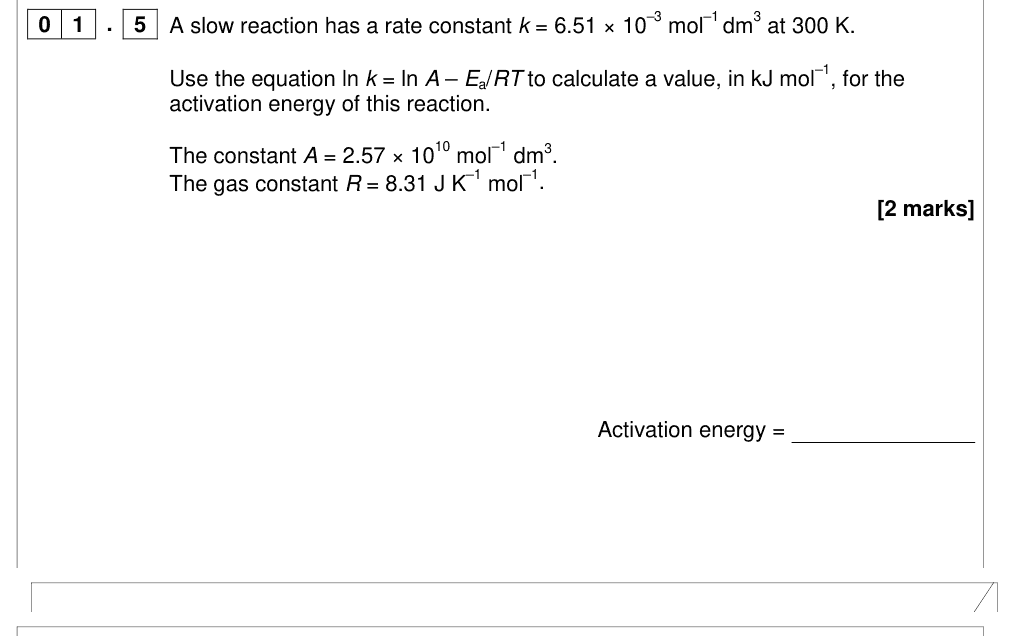 0 1 . 5 A slow reaction has a rate constant k = 6.51 × 10⁻³ mol⁻¹ dm³ at 300 K.
Use the equation ln k = ln A – Eₐ/RT to calculate a value, in kJ mol⁻¹, for the
activation energy of this reaction.
The constant A = 2.57 × 10¹⁰ mol⁻¹ dm³.
The gas constant R = 8.31 J K⁻¹ mol⁻¹.
[2 marks]
Activation energy =